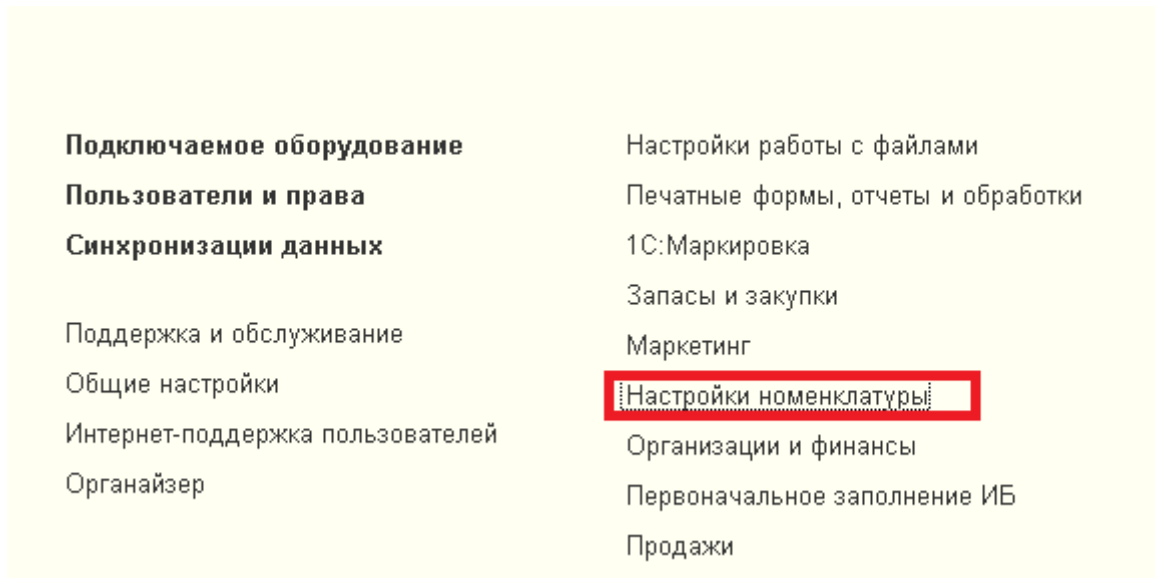 Подключаемое оборудование
Пользователи и права
Синхронизации данных
Поддержка и обслуживание
Общие настройки
Интернет-поддержка пользователей
Органайзер
Настройки работы с файлами
Печатные формы, отчеты и обработки
1С:Маркировка
Запасы и закупки
Маркетинг
Настройки номенклатуры
Организации и финансы
Первоначальное заполнение ИБ
Продажи